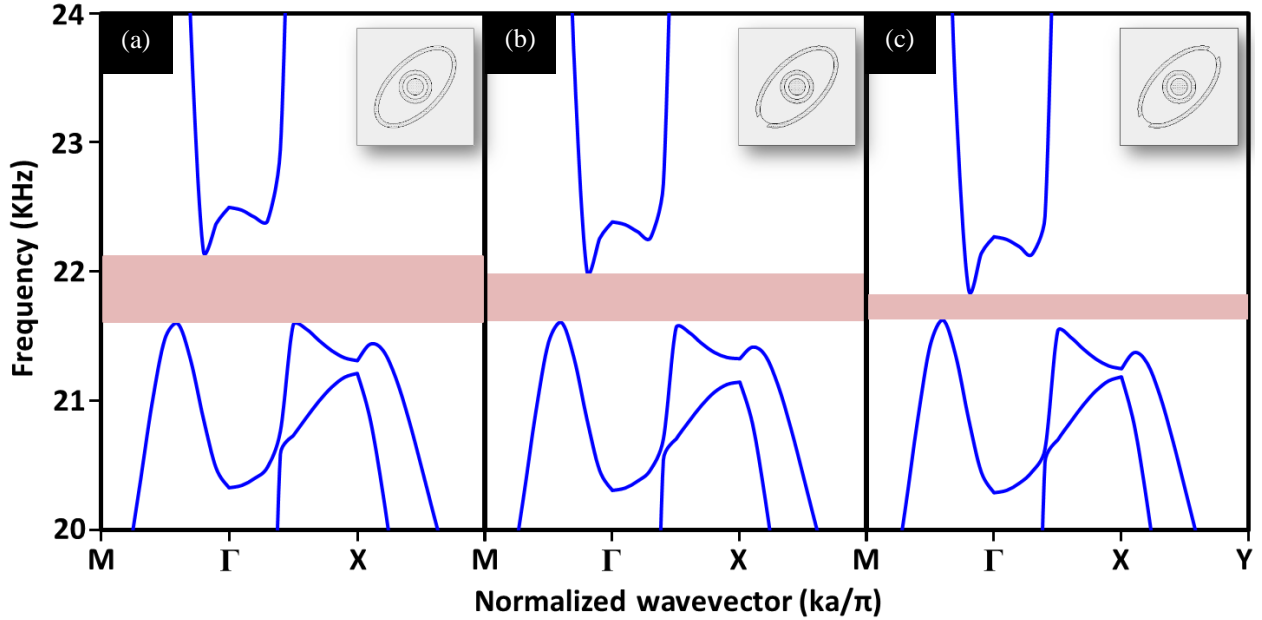 (a)
(b)
(c)
24
23
22
21
20
Frequency (KHz)
M Γ X M Γ X M Γ X Y
Normalized wavevector (ka/π)